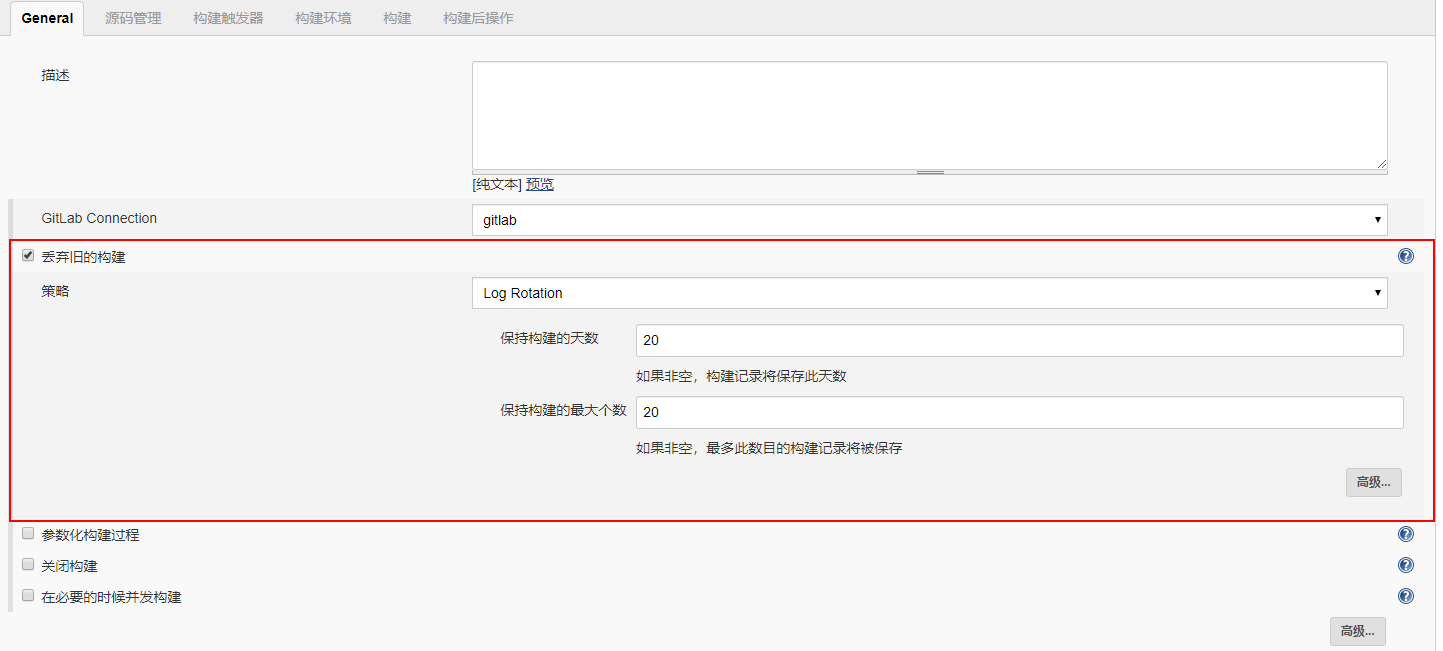 General 源码管理 构建触发器 构建环境 构建 构建后操作
描述
[纯文本] 预览
GitLab Connection gitlab
丢弃旧的构建
策略 Log Rotation
保持构建的天数 20
如果非空，构建记录将保存此天数
保持构建的最大个数 20
如果非空，最多此数目的构建记录将被保存
高级...
参数化构建过程
关闭构建
在必要的时候并发构建
高级...